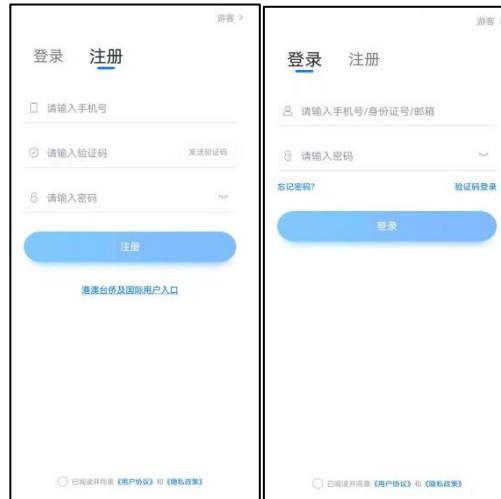 游客
登录 注册
请输入手机号
请输入验证码 发送验证码
请输入密码
注册
港澳台侨及国际用户入口
已阅读并同意《用户协议》和《隐私政策》
游客
登录 注册
请输入手机号/身份证号/邮箱
请输入密码
忘记密码? 验证码登录
登录
已阅读并同意《用户协议》和《隐私政策》